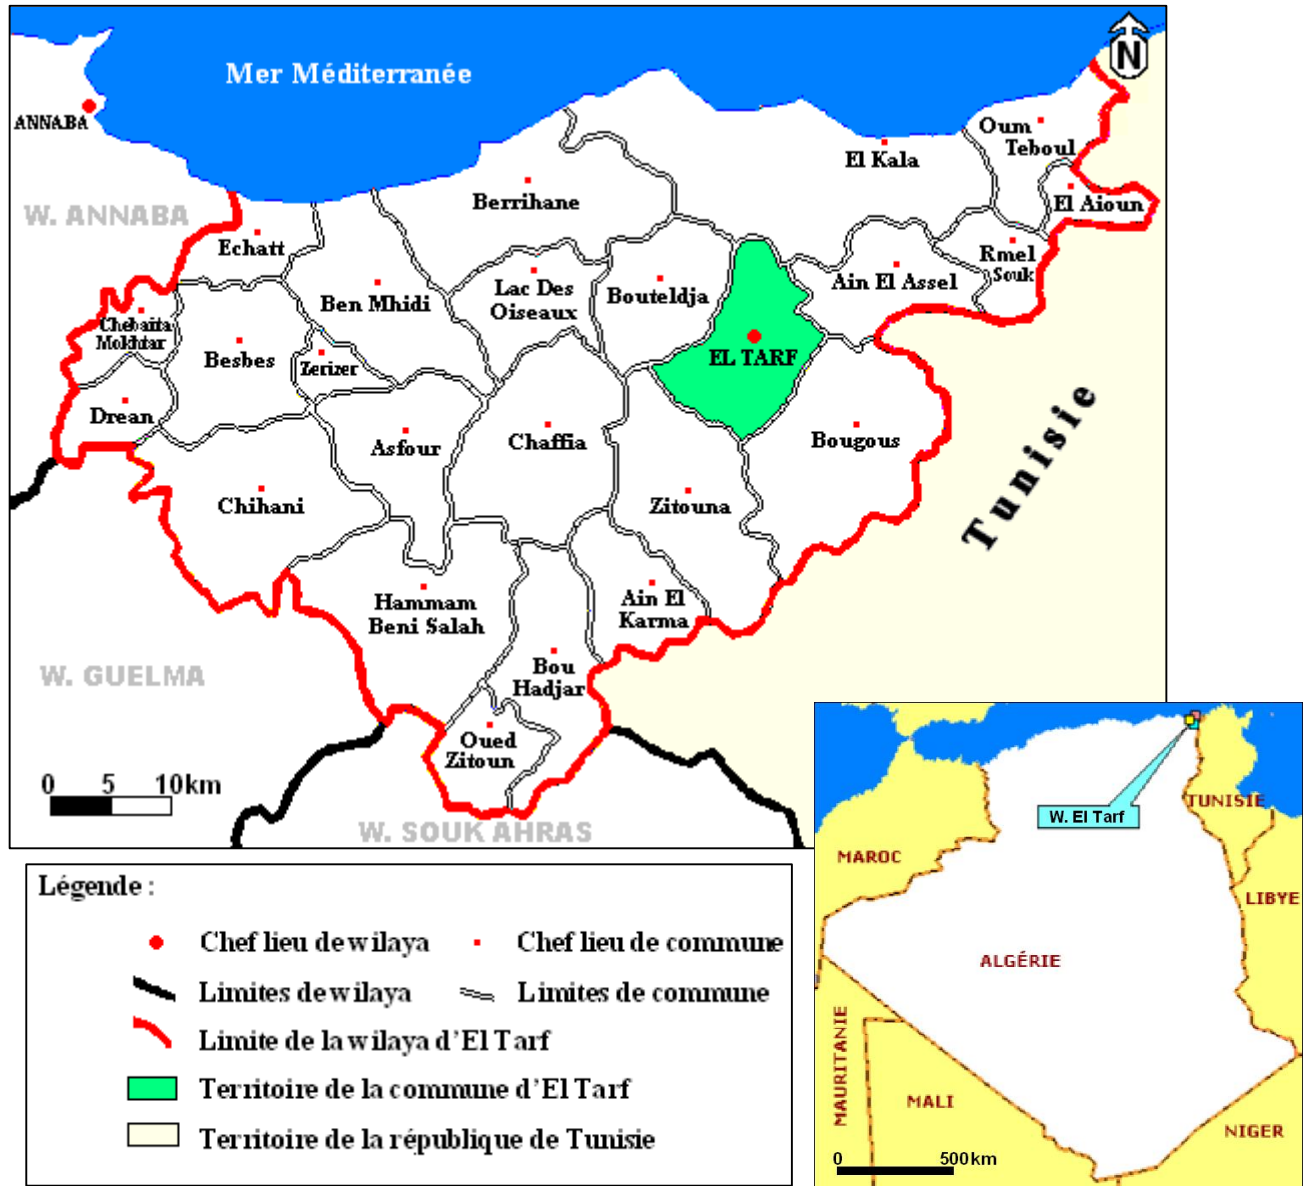 N
Mer Méditerranée
ANNABA
W. ANNABA
Oum
Teboul
El Kala
El Aioun
Berrihane
Echatt
Rmel
Souk
Ain El Assel
Lac Des
Oiseaux
Bouteldja
Ben Mhidi
Chebaita
Mokhtar
Besbes
Zerizer
EL TARF
Drean
Asfour
Chaffia
Bougous
Tunisie
Chihani
Zitouna
Hammam
Beni Salah
Ain El
Karma
W. GUELMA
Bou
Hadjar
Oued
Zitoun
0 5 10km
W. SOUK AHRAS
Légende :
Chef lieu de wilaya
Chef lieu de commune
Limites de wilaya
Limites de commune
Limite de la wilaya d'El Tarf
Territoire de la commune d'El Tarf
Territoire de la république de Tunisie
TUNISIE
W. El Tarf
MAROC
LIBYE
ALGÉRIE
MAURITANIE
MALI
NIGER
0 500km